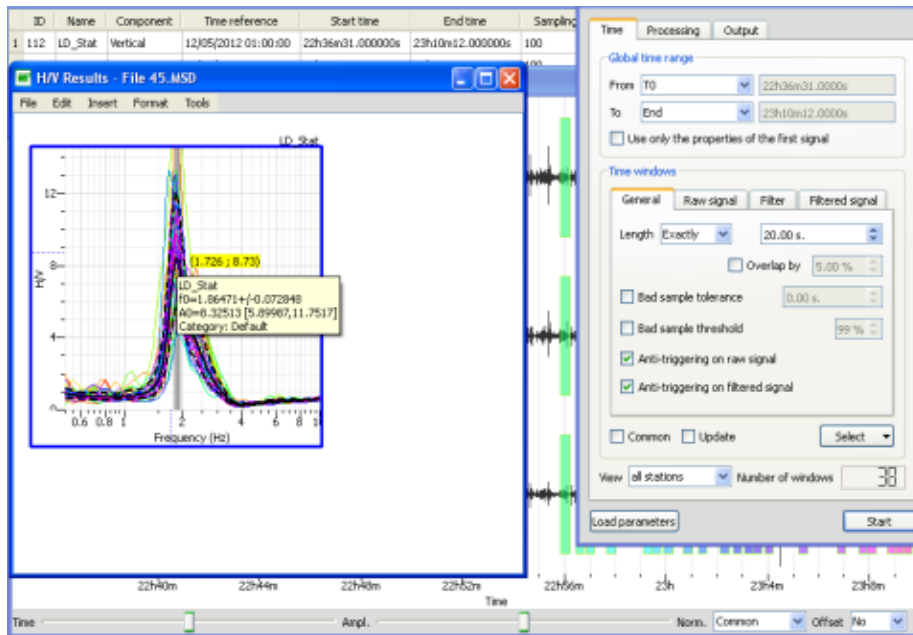 ID Name Component Time reference Start time End time Sampling
1 112 LD_Stat Vertical 12/05/2012 01:00:00 22h36m31.000000s 23h10m12.000000s 100
H/V Results - File 45.MSD
File Edit Insert Format Tools
LD_Stat
12
8
4
0
H/V
(1.726 ; 8.73)
LD_Stat
f0=1.86471+/-0.072848
A0=8.32513 [5.89987,11.7517]
Category: Default
0.6 0.8 1 2 4 6 8 10
Frequency (Hz)
Time Processing Output
Global time range
From T0 22h36m31.0000s
To End 23h10m12.0000s
Use only the properties of the first signal
Time windows
General Raw signal Filter Filtered signal
Length Exactly 20.00 s.
Overlap by 5.00 %
Bad sample tolerance 0.00 s.
Bad sample threshold 99 %
Anti-triggering on raw signal
Anti-triggering on filtered signal
Common Update Select
View all stations Number of windows 38
Load parameters Start
22h40m 22h44m 22h48m 22h52m 22h56m 23h 23h4m 23h8m
Time
Time Ampl. Norm. Common Offset No